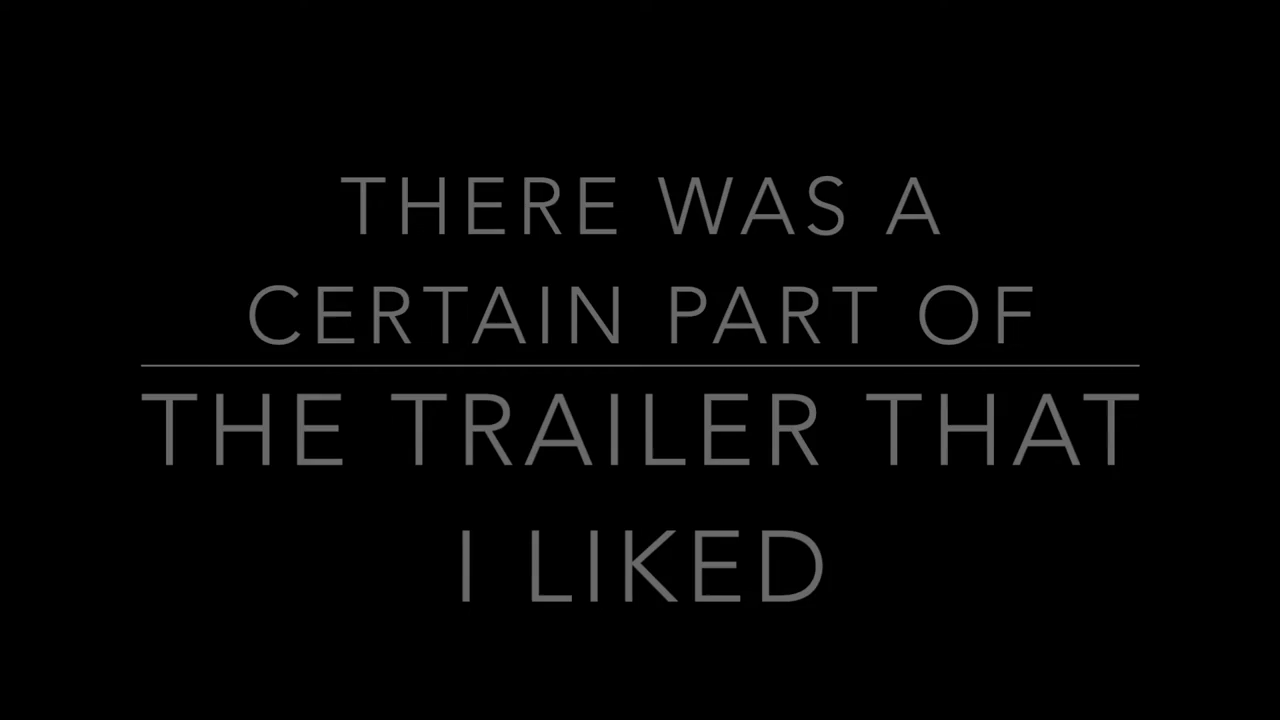 THERE WAS A
CERTAIN PART OF
THE TRAILER THAT
I LIKED